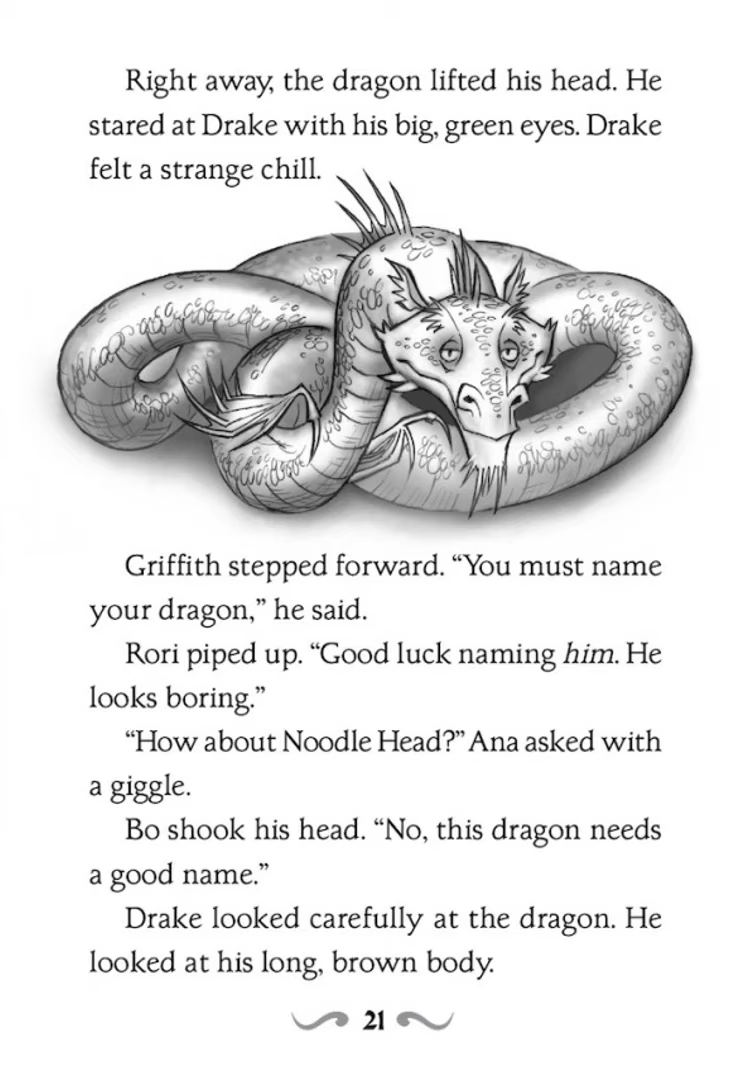 Right away, the dragon lifted his head. He
stared at Drake with his big, green eyes. Drake
felt a strange chill.
Griffith stepped forward. “You must name
your dragon,” he said.
Rori piped up. “Good luck naming him. He
looks boring.”
“How about Noodle Head?” Ana asked with
a giggle.
Bo shook his head. “No, this dragon needs
a good name.”
Drake looked carefully at the dragon. He
looked at his long, brown body.
21